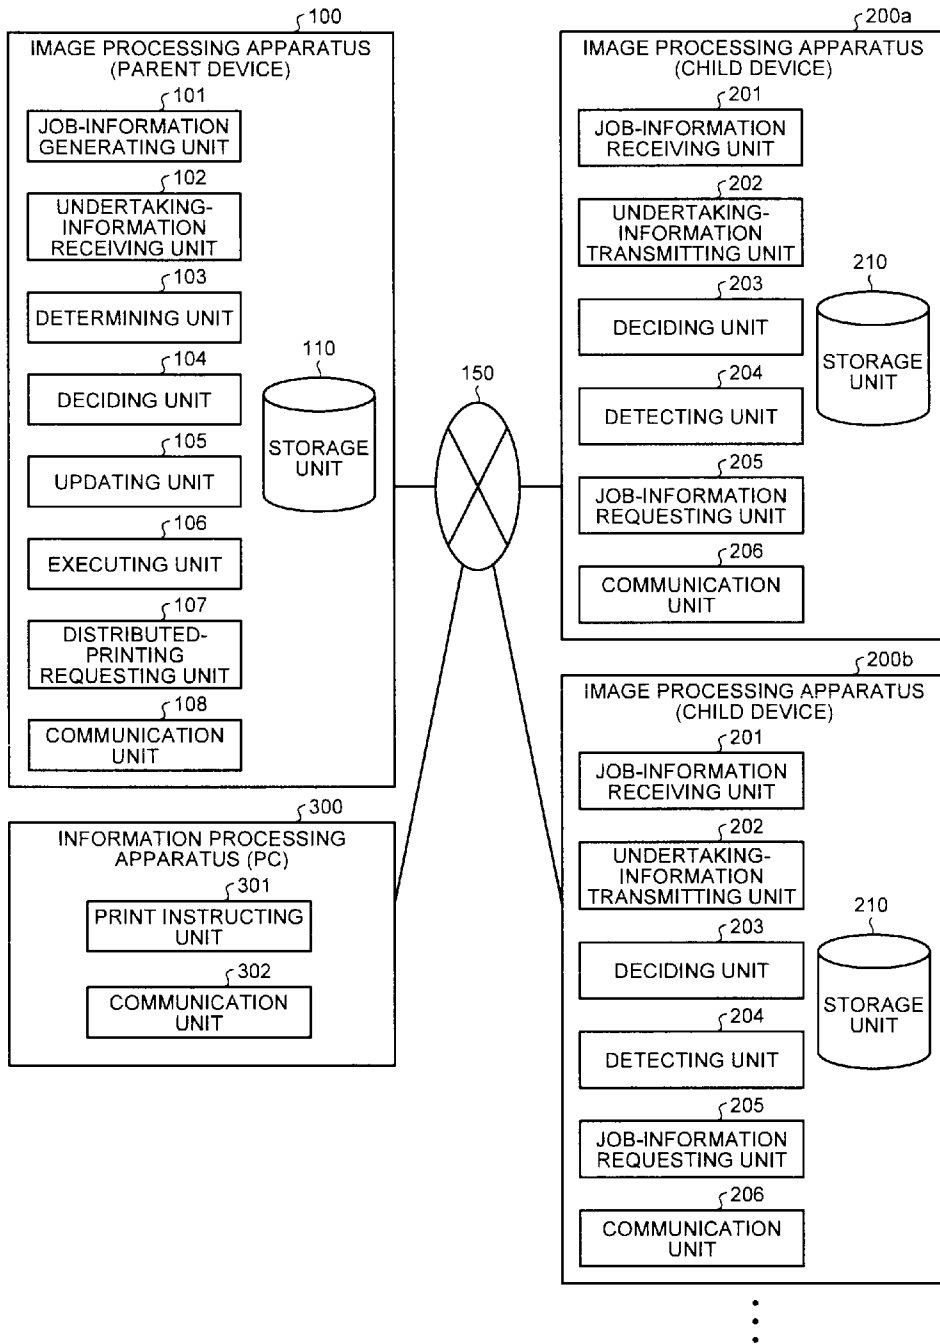 100
IMAGE PROCESSING APPARATUS
(PARENT DEVICE)
101
JOB-INFORMATION
GENERATING UNIT
102
UNDERTAKING-
INFORMATION
RECEIVING UNIT
103
DETERMINING UNIT
104
DECIDING UNIT
105
UPDATING UNIT
106
EXECUTING UNIT
107
DISTRIBUTED-
PRINTING
REQUESTING UNIT
108
COMMUNICATION
UNIT
110
STORAGE
UNIT
150
300
INFORMATION PROCESSING
APPARATUS (PC)
301
PRINT INSTRUCTING
UNIT
302
COMMUNICATION
UNIT
200a
IMAGE PROCESSING APPARATUS
(CHILD DEVICE)
201
JOB-INFORMATION
RECEIVING UNIT
202
UNDERTAKING-
INFORMATION
TRANSMITTING UNIT
203
DECIDING UNIT
204
DETECTING UNIT
205
JOB-INFORMATION
REQUESTING UNIT
206
COMMUNICATION
UNIT
210
STORAGE
UNIT
200b
IMAGE PROCESSING APPARATUS
(CHILD DEVICE)
201
JOB-INFORMATION
RECEIVING UNIT
202
UNDERTAKING-
INFORMATION
TRANSMITTING UNIT
203
DECIDING UNIT
204
DETECTING UNIT
205
JOB-INFORMATION
REQUESTING UNIT
206
COMMUNICATION
UNIT
210
STORAGE
UNIT